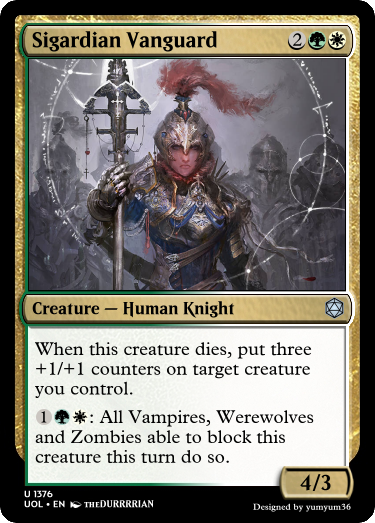 Sigardian Vanguard 2
Creature — Human Knight
When this creature dies, put three
+1/+1 counters on target creature
you control.
1: All Vampires, Werewolves
and Zombies able to block this
creature this turn do so.
4/3
U 1376
UOL • EN THEDURRRRIAN
Designed by yumyum36